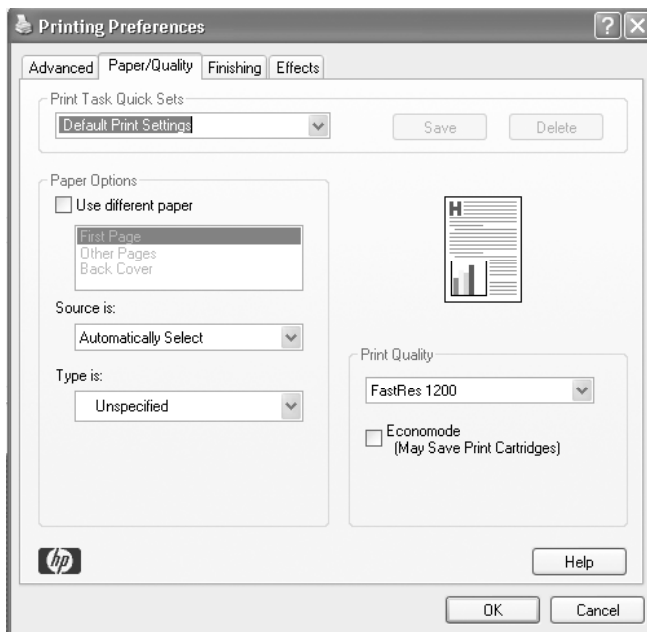 Printing Preferences
Advanced
Paper/Quality
Finishing
Effects
Print Task Quick Sets
Default Print Settings
Save
Delete
Paper Options
Use different paper
First Page
Other Pages
Back Cover
Source is:
Automatically Select
Type is:
Unspecified
H
Print Quality
FastRes 1200
Economode
(May Save Print Cartridges)
hp
Help
OK
Cancel